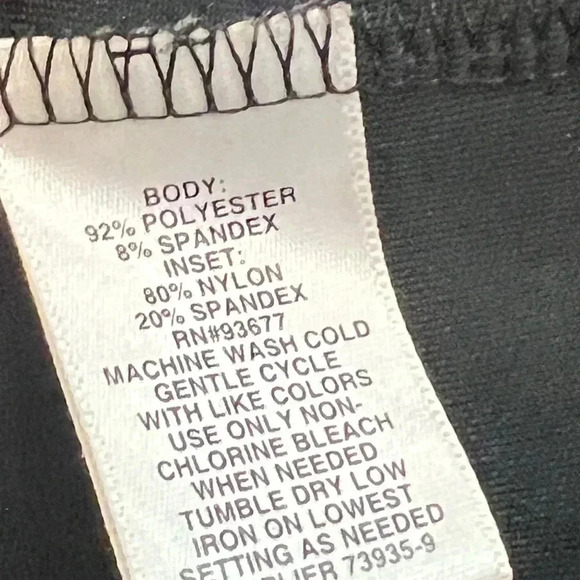 BODY:
92% POLYESTER
8% SPANDEX
INSET:
80% NYLON
20% SPANDEX
RN#93677
MACHINE WASH COLD
GENTLE CYCLE
WITH LIKE COLORS
USE ONLY NON-
CHLORINE BLEACH
WHEN NEEDED
TUMBLE DRY LOW
IRON ON LOWEST
SETTING AS NEEDED
73935-9